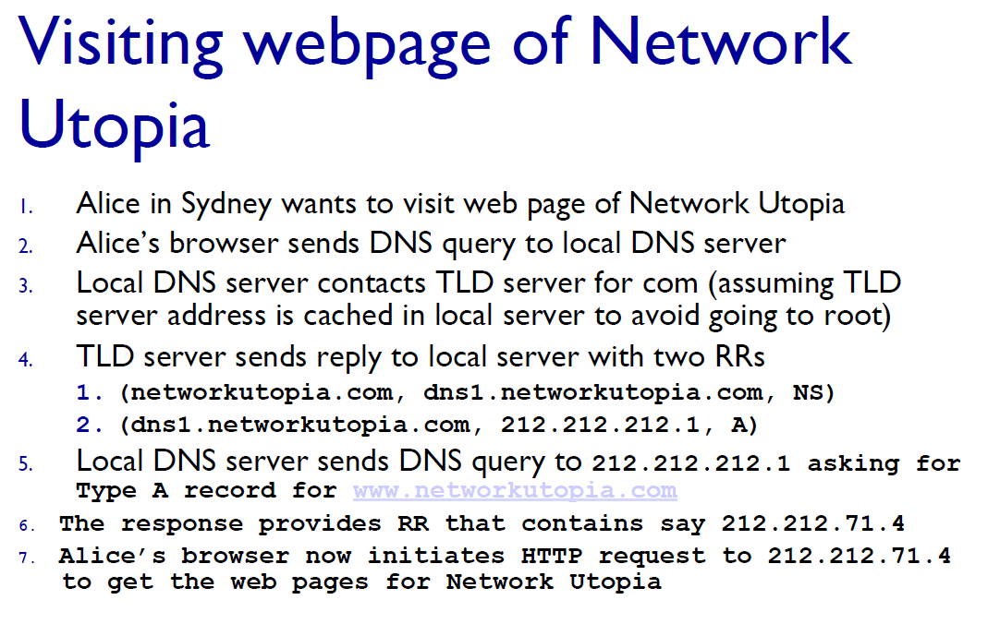 Visiting webpage of Network
Utopia
1. Alice in Sydney wants to visit web page of Network Utopia
2. Alice’s browser sends DNS query to local DNS server
3. Local DNS server contacts TLD server for com (assuming TLD
server address is cached in local server to avoid going to root)
4. TLD server sends reply to local server with two RRs
1. (networkutopia.com, dns1.networkutopia.com, NS)
2. (dns1.networkutopia.com, 212.212.212.1, A)
5. Local DNS server sends DNS query to 212.212.212.1 asking for
Type A record for www.networkutopia.com
6. The response provides RR that contains say 212.212.71.4
7. Alice’s browser now initiates HTTP request to 212.212.71.4
to get the web pages for Network Utopia